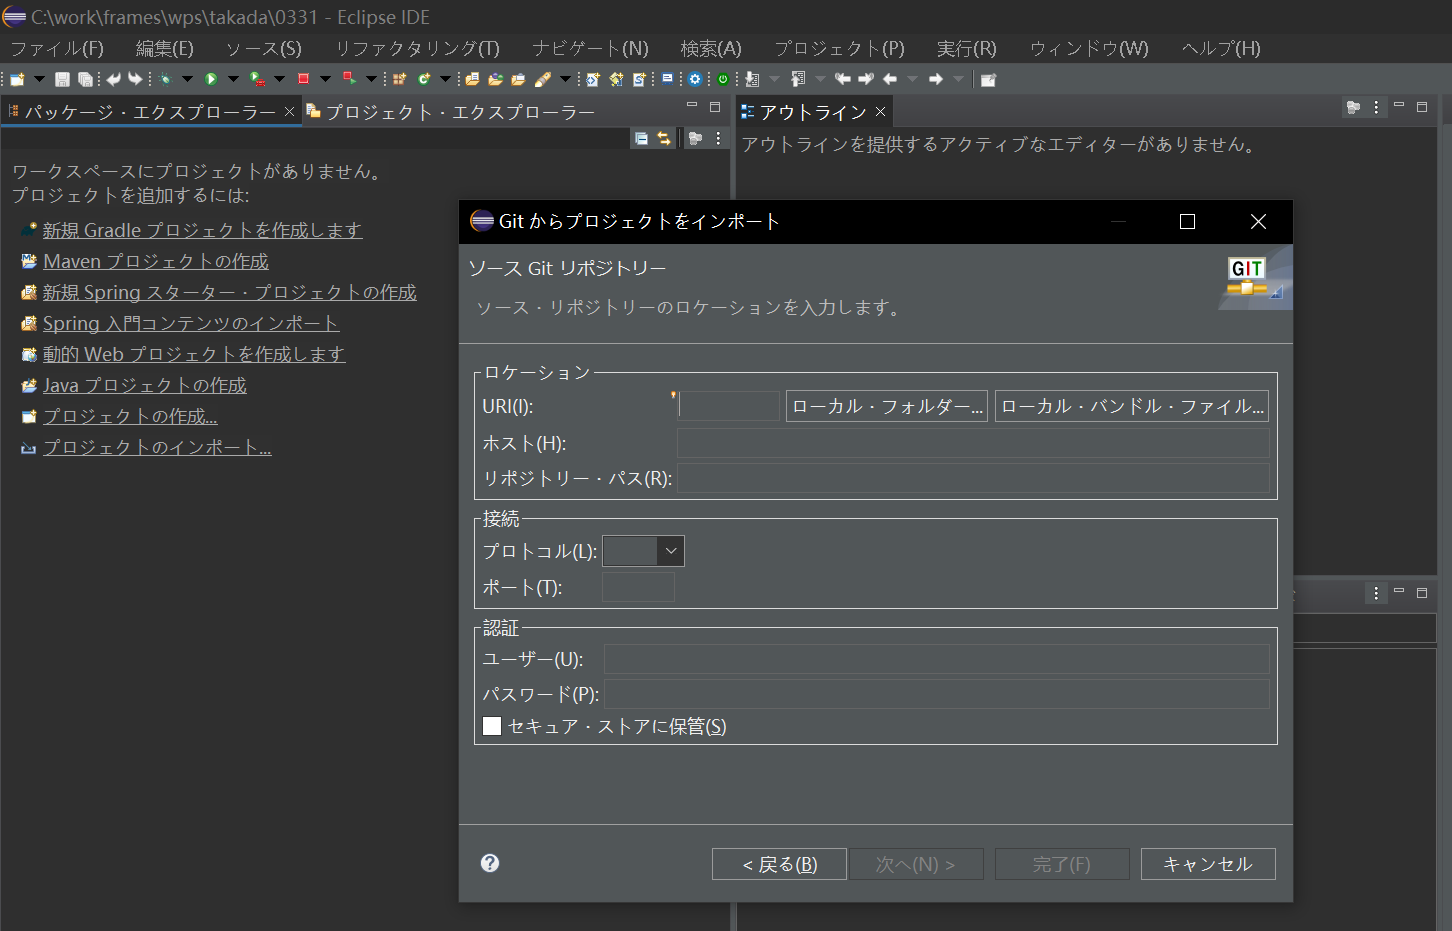 C:\work\frames\wps\takada\0331 - Eclipse IDE
ファイル(F) 編集(E) ソース(S) リファクタリング(T) ナビゲート(N) 検索(A) プロジェクト(P) 実行(R) ウィンドウ(W) ヘルプ(H)
パッケージ・エクスプローラー プロジェクト・エクスプローラー
ワークスペースにプロジェクトがありません。
プロジェクトを追加するには:
新規 Gradle プロジェクトを作成します
Maven プロジェクトの作成
新規 Spring スターター・プロジェクトの作成
Spring 入門コンテンツのインポート
動的 Web プロジェクトを作成します
Java プロジェクトの作成
プロジェクトの作成...
プロジェクトのインポート...
アウトライン
アウトラインを提供するアクティブなエディターがありません。
Git からプロジェクトをインポート
ソース Git リポジトリー
ソース・リポジトリーのロケーションを入力します。
GIT
ロケーション
URI(I): ローカル・フォルダー... ローカル・バンドル・ファイル...
ホスト(H):
リポジトリー・パス(R):
接続
プロトコル(L):
ポート(T):
認証
ユーザー(U):
パスワード(P):
セキュア・ストアに保管(S)
< 戻る(B) 次へ(N) > 完了(F) キャンセル